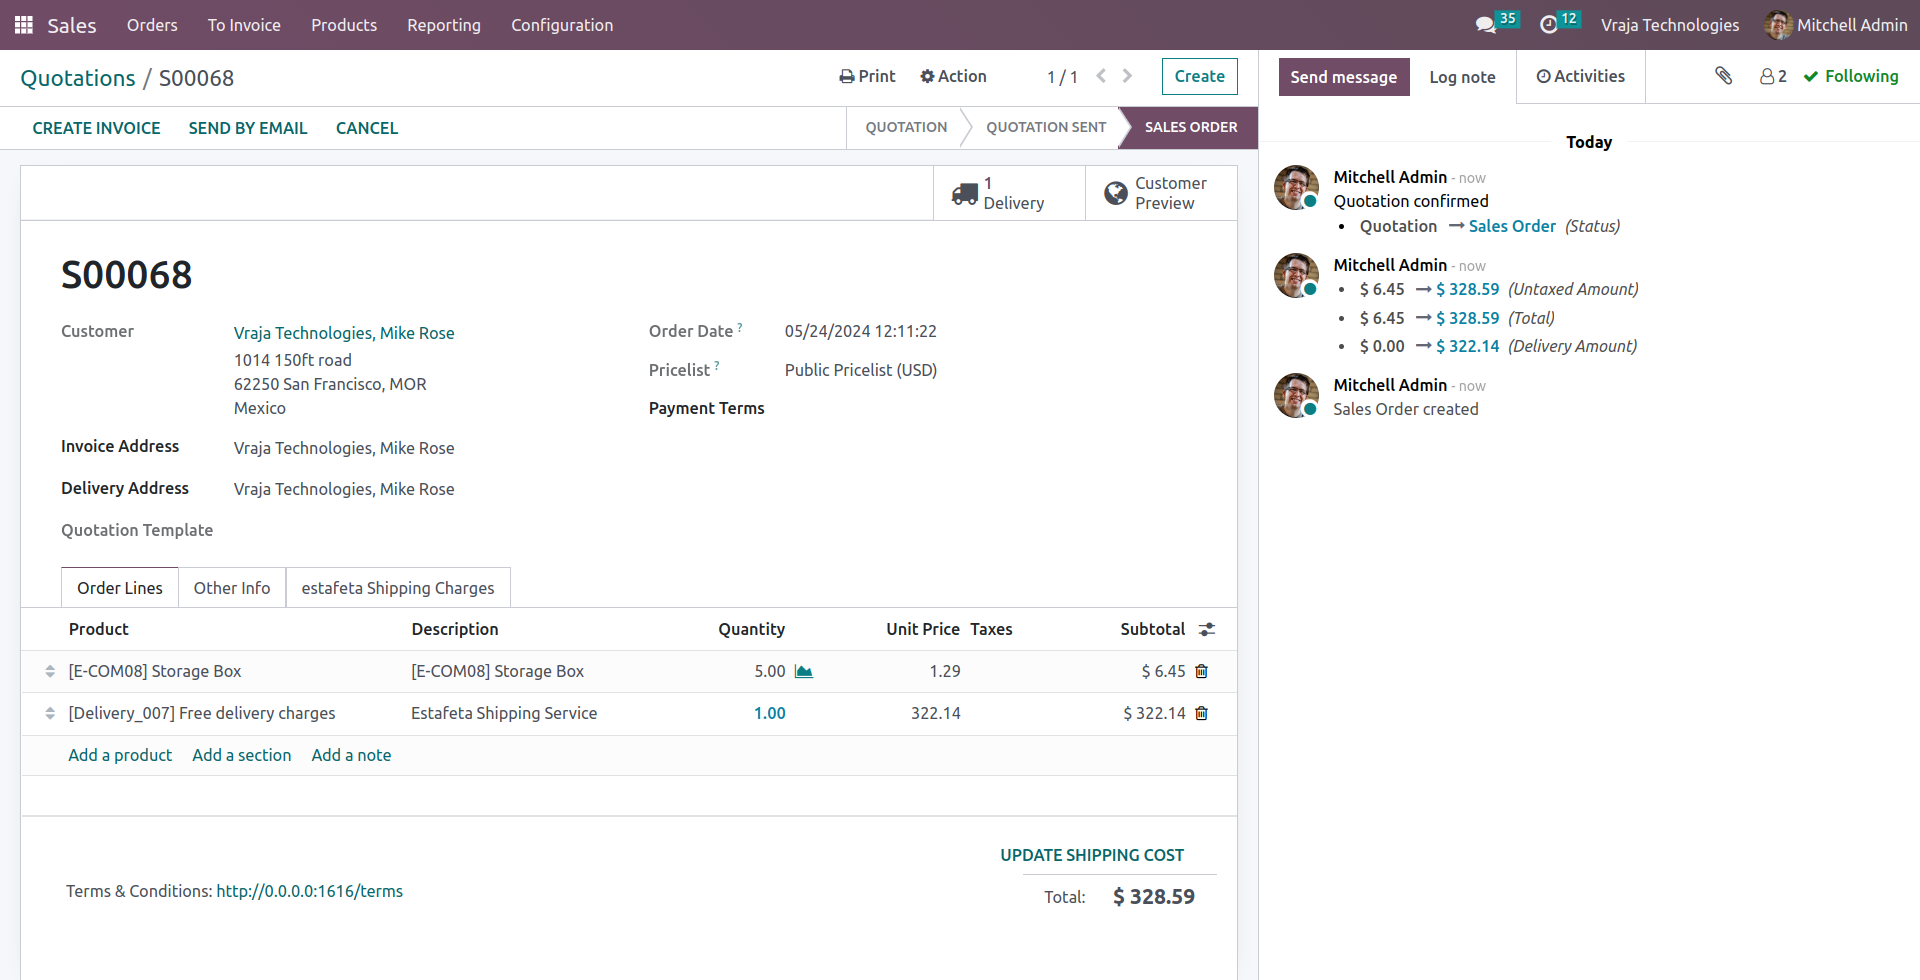 Sales Orders To Invoice Products Reporting Configuration 35 12 Vraja Technologies Mitchell Admin
Quotations / S00068 Print Action 1 / 1 Create
CREATE INVOICE SEND BY EMAIL CANCEL QUOTATION QUOTATION SENT SALES ORDER
1
Delivery
Customer
Preview
S00068
Customer Vraja Technologies, Mike Rose
1014 150ft road
62250 San Francisco, MOR
Mexico
Invoice Address Vraja Technologies, Mike Rose
Delivery Address Vraja Technologies, Mike Rose
Quotation Template
Order Date ? 05/24/2024 12:11:22
Pricelist ? Public Pricelist (USD)
Payment Terms
Order Lines Other Info estafeta Shipping Charges
Product Description Quantity Unit Price Taxes Subtotal
[E-COM08] Storage Box [E-COM08] Storage Box 5.00 1.29 $ 6.45
[Delivery_007] Free delivery charges Estafeta Shipping Service 1.00 322.14 $ 322.14
Add a product Add a section Add a note
UPDATE SHIPPING COST
Terms & Conditions: http://0.0.0.0:1616/terms
Total: $ 328.59
Send message Log note Activities 2 Following
Today
Mitchell Admin - now
Quotation confirmed
• Quotation → Sales Order (Status)
Mitchell Admin - now
• $ 6.45 → $ 328.59 (Untaxed Amount)
• $ 6.45 → $ 328.59 (Total)
• $ 0.00 → $ 322.14 (Delivery Amount)
Mitchell Admin - now
Sales Order created